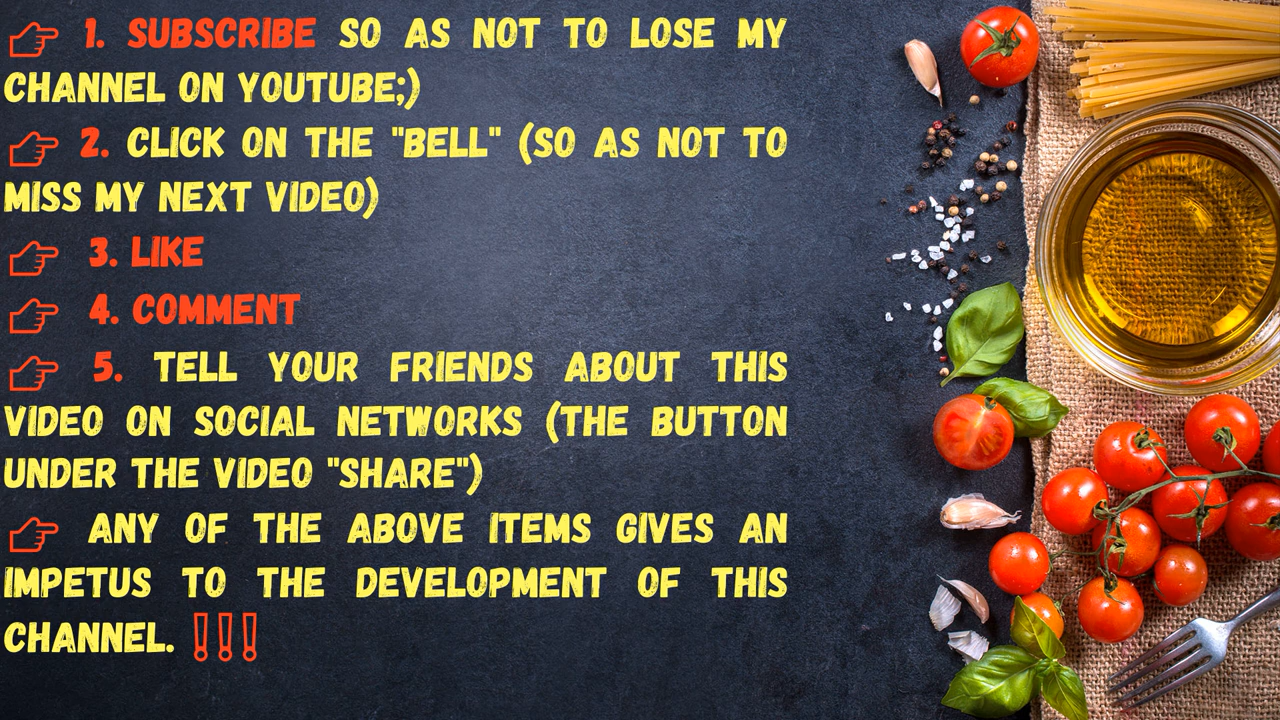 👉 1. SUBSCRIBE SO AS NOT TO LOSE MY
CHANNEL ON YOUTUBE;)
👉 2. CLICK ON THE "BELL" (SO AS NOT TO
MISS MY NEXT VIDEO)
👉 3. LIKE
👉 4. COMMENT
👉 5. TELL YOUR FRIENDS ABOUT THIS
VIDEO ON SOCIAL NETWORKS (THE BUTTON
UNDER THE VIDEO "SHARE")
👉 ANY OF THE ABOVE ITEMS GIVES AN
IMPETUS TO THE DEVELOPMENT OF THIS
CHANNEL. ❗❗❗